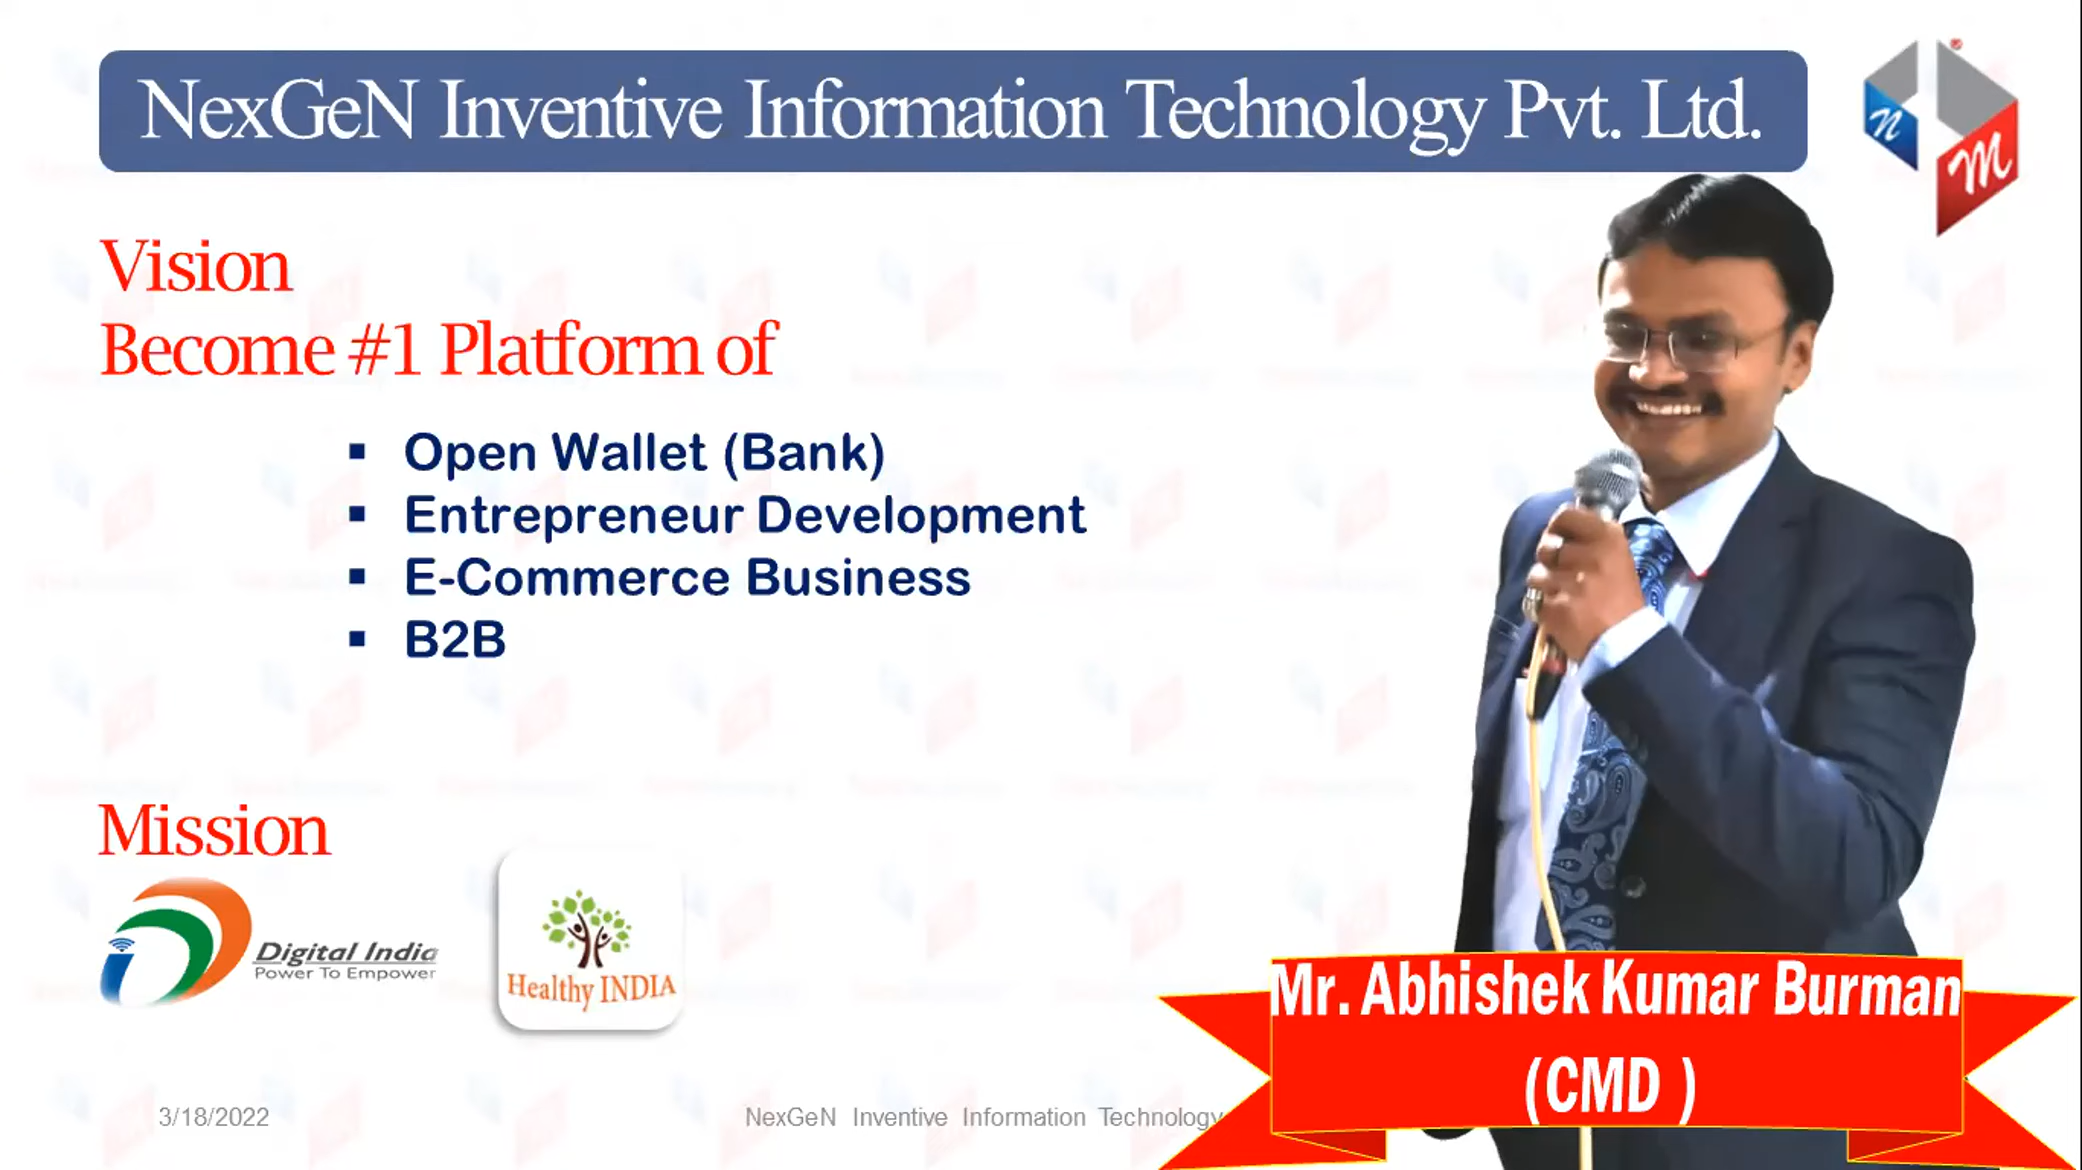 NexGeN Inventive Information Technology Pvt. Ltd.
n
m
Vision
Become #1 Platform of
Open Wallet (Bank)
Entrepreneur Development
E-Commerce Business
B2B
Mission
Digital India
Power To Empower
Healthy INDIA
Mr. Abhishek Kumar Burman
(CMD )
3/18/2022
NexGeN Inventive Information Technology